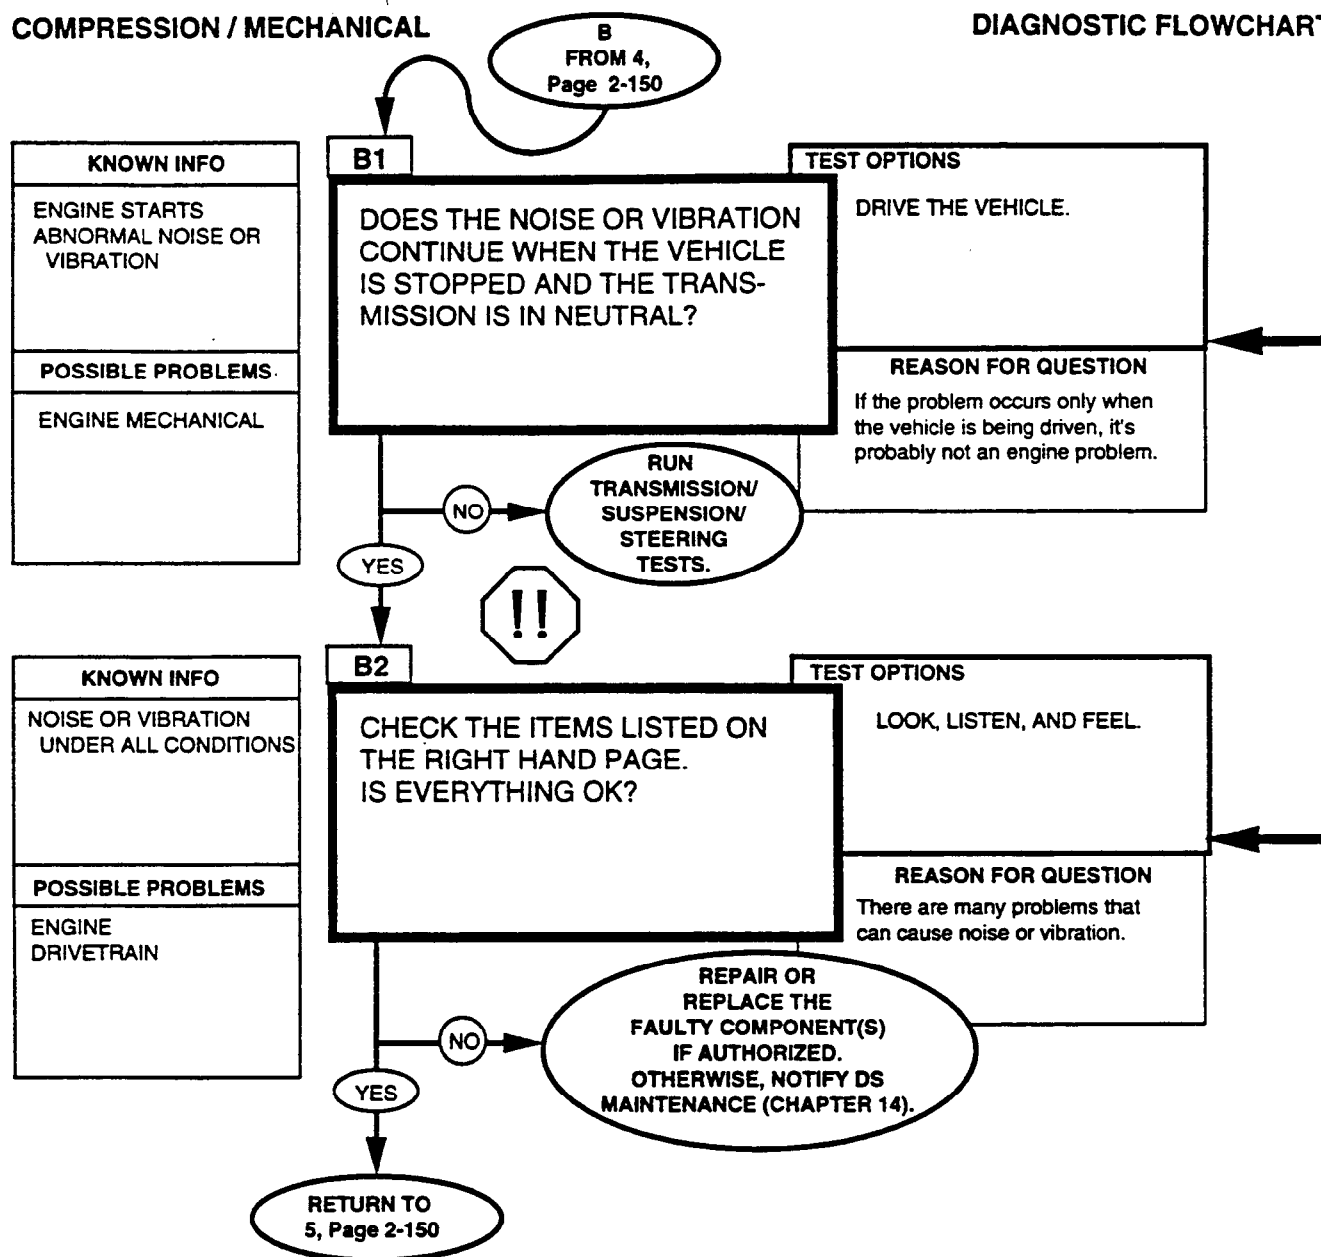 COMPRESSION / MECHANICAL
DIAGNOSTIC FLOWCHART
B
FROM 4,
Page 2-150
KNOWN INFO
ENGINE STARTS
ABNORMAL NOISE OR
VIBRATION
POSSIBLE PROBLEMS
ENGINE MECHANICAL
B1
DOES THE NOISE OR VIBRATION
CONTINUE WHEN THE VEHICLE
IS STOPPED AND THE TRANS-
MISSION IS IN NEUTRAL?
TEST OPTIONS
DRIVE THE VEHICLE.
REASON FOR QUESTION
If the problem occurs only when
the vehicle is being driven, it's
probably not an engine problem.
NO
RUN
TRANSMISSION/
SUSPENSION/
STEERING
TESTS.
YES
!!
KNOWN INFO
NOISE OR VIBRATION
UNDER ALL CONDITIONS
POSSIBLE PROBLEMS
ENGINE
DRIVETRAIN
B2
CHECK THE ITEMS LISTED ON
THE RIGHT HAND PAGE.
IS EVERYTHING OK?
TEST OPTIONS
LOOK, LISTEN, AND FEEL.
REASON FOR QUESTION
There are many problems that
can cause noise or vibration.
NO
REPAIR OR
REPLACE THE
FAULTY COMPONENT(S)
IF AUTHORIZED.
OTHERWISE, NOTIFY DS
MAINTENANCE (CHAPTER 14).
YES
RETURN TO
5, Page 2-150